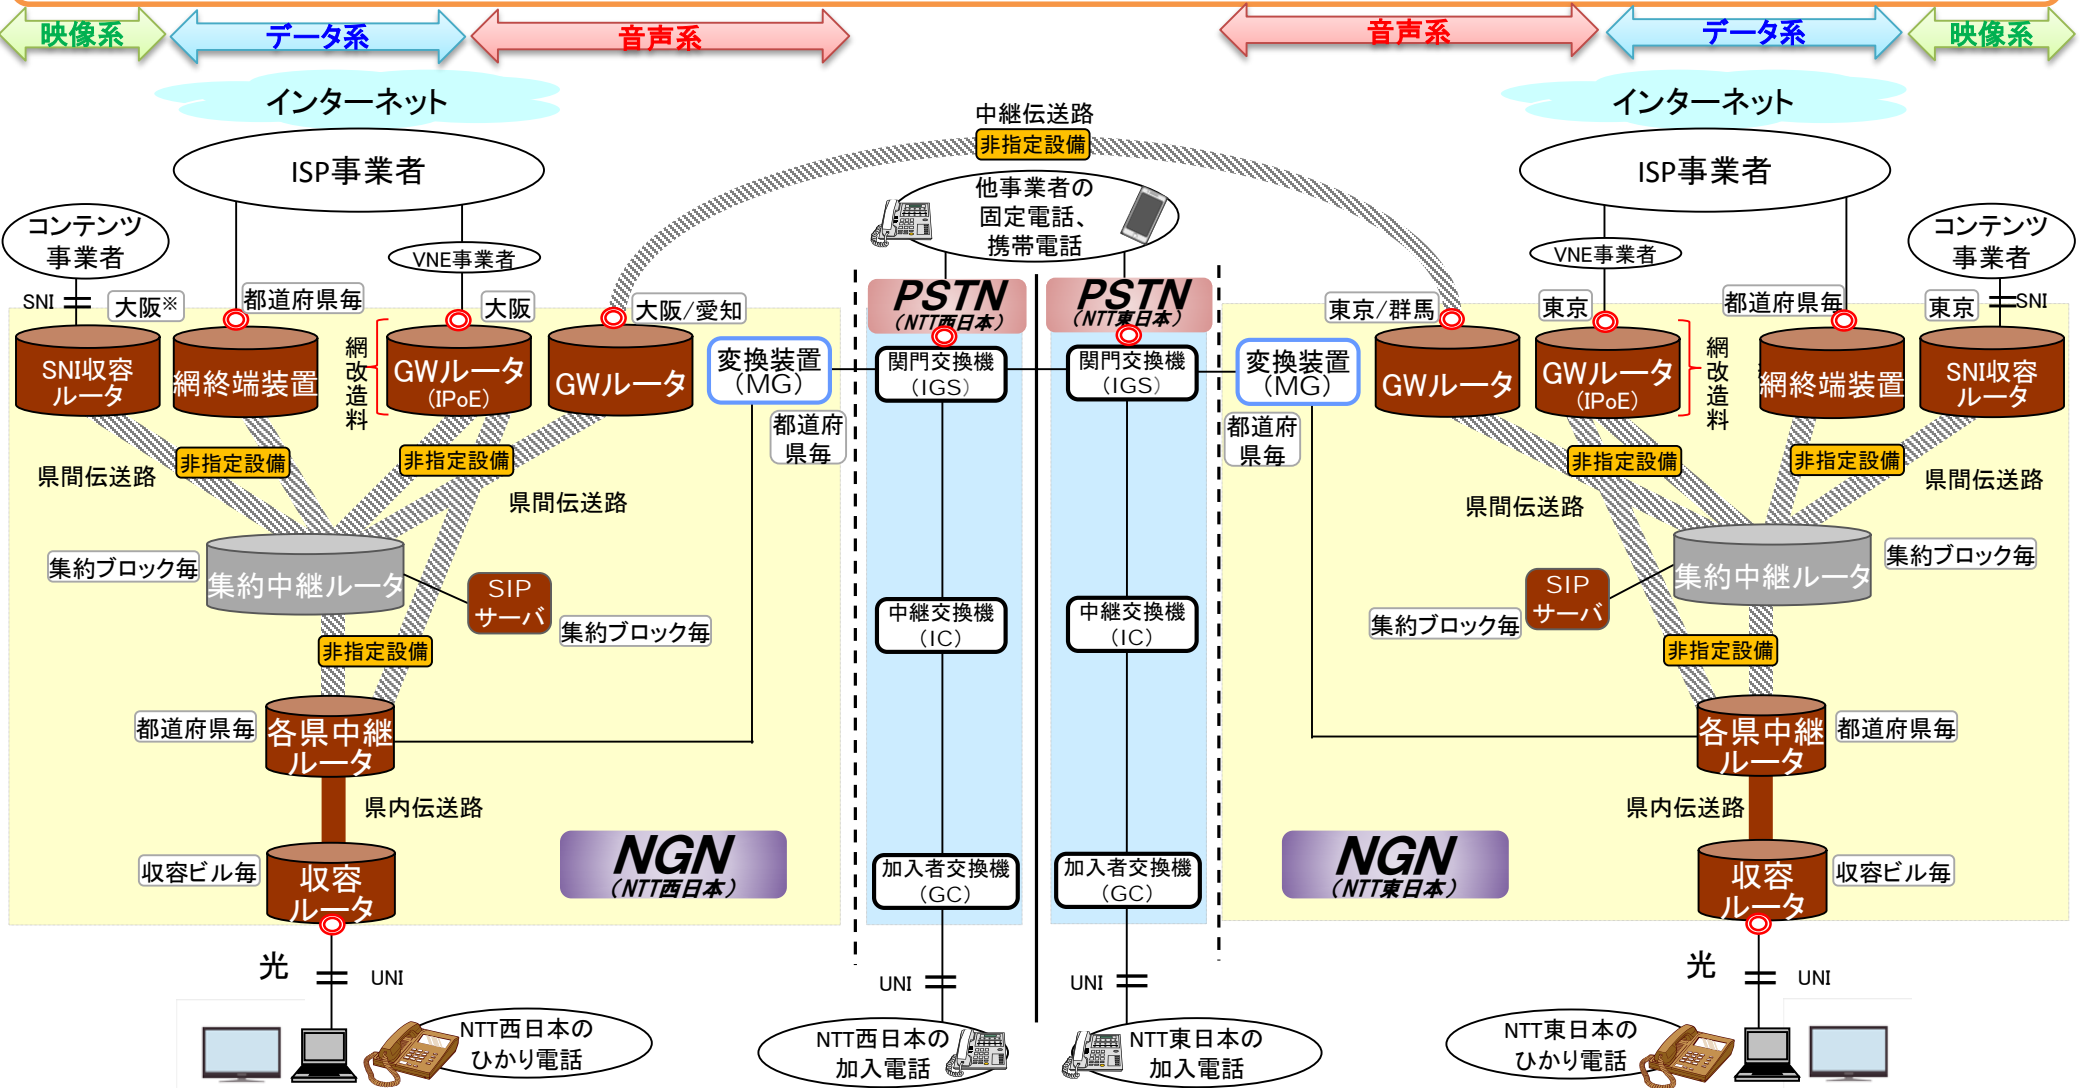 映像系
データ系
音声系
音声系
データ系
映像系
インターネット
インターネット
中継伝送路
非指定設備
ISP事業者
ISP事業者
他事業者の
固定電話、
携帯電話
コンテンツ
事業者
VNE事業者
VNE事業者
コンテンツ
事業者
SNI
大阪※
都道府県毎
大阪
大阪/愛知
PSTN
（NTT西日本）
PSTN
（NTT東日本）
東京/群馬
東京
都道府県毎
東京
SNI
SNI収容
ルータ
網終端装置
網改造料
GWルータ
（IPoE）
GWルータ
変換装置
（MG）
関門交換機
（IGS）
関門交換機
（IGS）
変換装置
（MG）
GWルータ
GWルータ
（IPoE）
網改造料
網終端装置
SNI収容
ルータ
都道府
県毎
都道府
県毎
県間伝送路
非指定設備
非指定設備
県間伝送路
県間伝送路
非指定設備
非指定設備
県間伝送路
集約ブロック毎
集約中継ルータ
SIP
サーバ
集約ブロック毎
中継交換機
（IC）
中継交換機
（IC）
集約ブロック毎
SIP
サーバ
集約中継ルータ
集約ブロック毎
非指定設備
非指定設備
都道府県毎
各県中継
ルータ
各県中継
ルータ
都道府県毎
県内伝送路
県内伝送路
収容ビル毎
収容
ルータ
NGN
（NTT西日本）
加入者交換機
（GC）
加入者交換機
（GC）
NGN
（NTT東日本）
収容
ルータ
収容ビル毎
光
UNI
UNI
UNI
光
UNI
NTT西日本の
ひかり電話
NTT西日本の
加入電話
NTT東日本の
加入電話
NTT東日本の
ひかり電話